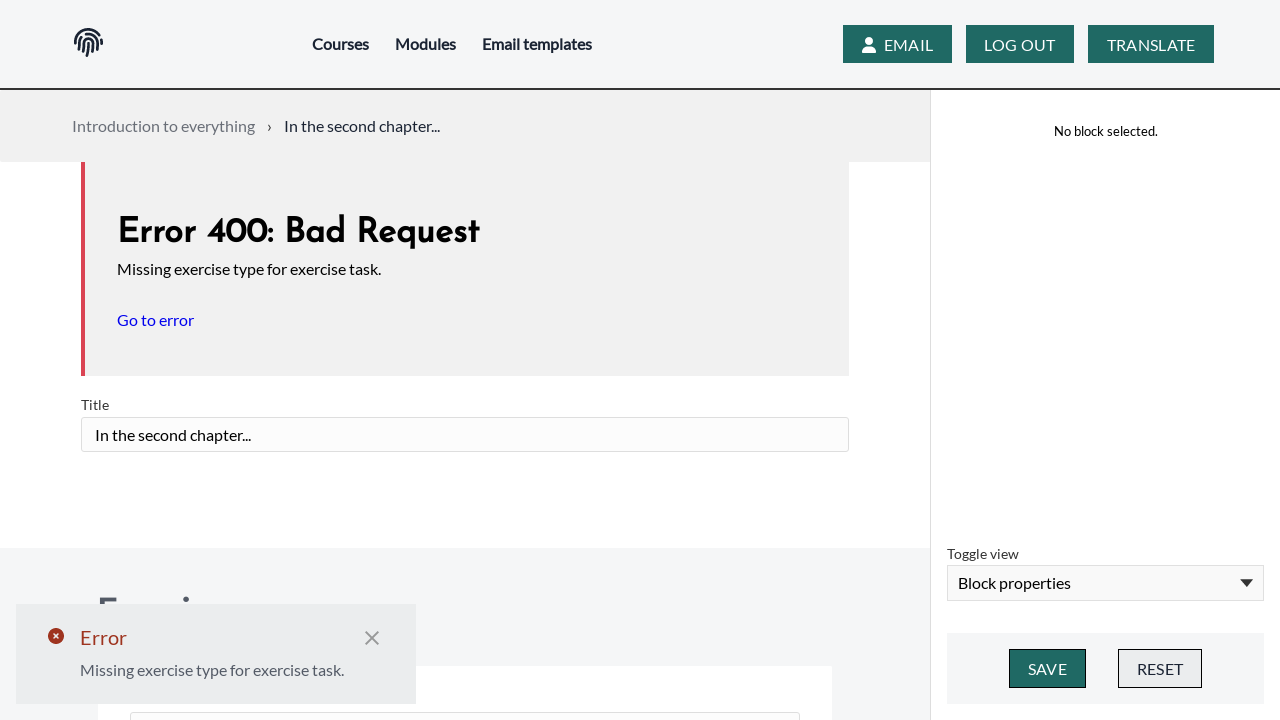 Courses
Modules
Email templates
EMAIL
LOG OUT
TRANSLATE
Introduction to everything › In the second chapter...
No block selected.
Error 400: Bad Request
Missing exercise type for exercise task.
Go to error
Title
In the second chapter...
Toggle view
Block properties
Error
Missing exercise type for exercise task.
SAVE
RESET